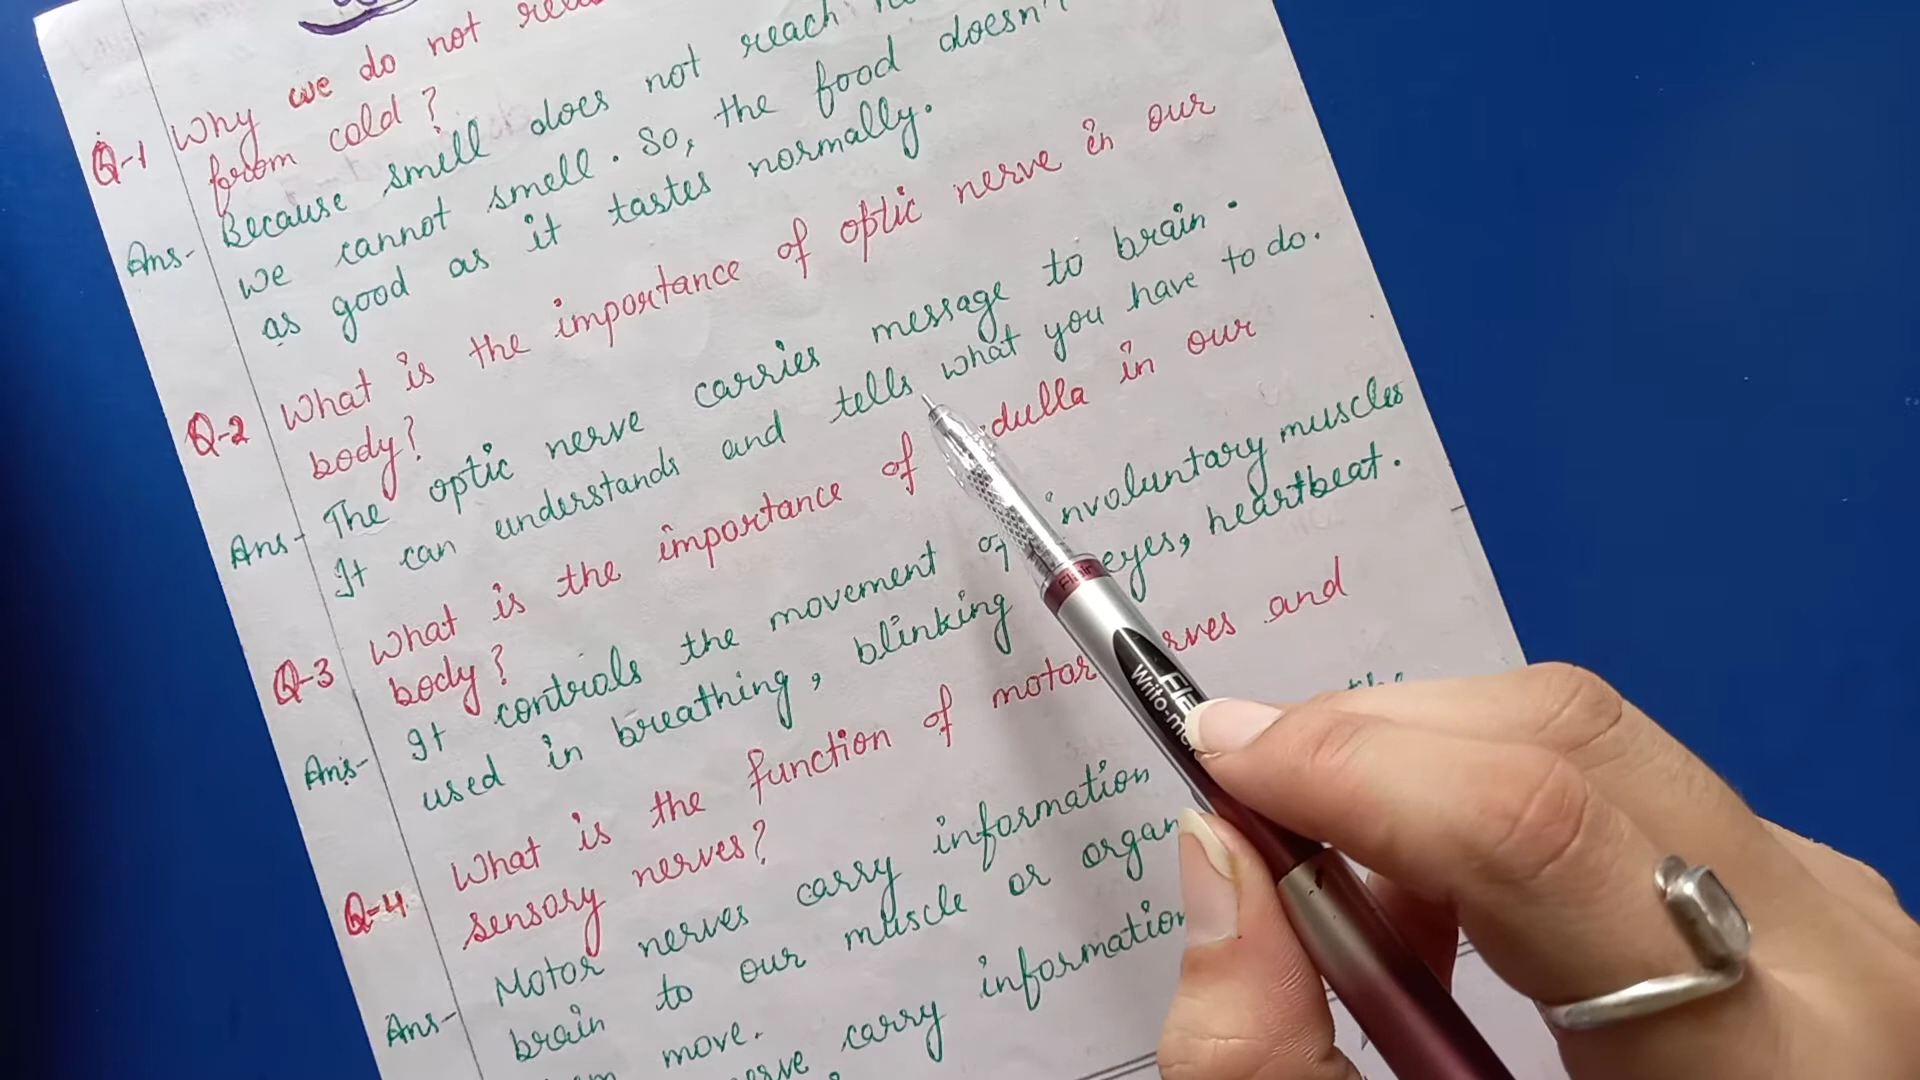 Q-1 Why we do not
from cold?
Ans- Because smell does not reach
we cannot smell. So, the food doesn't
as good as it tastes normally.
Q-2 What is the importance of optic nerve in our
body?
Ans- The optic nerve carries message to brain.
It can understands and tells what you have to do.
Q-3 What is the importance of dulla in our
body?
Ans- It controls the movement of involuntary muscles
used in breathing, blinking eyes, heartbeat.
Q-4 What is the function of motor rves and
sensory nerves?
Ans- Motor nerves carry information
brain to our muscle or organ
move.
carry information
Flair
Writo-me